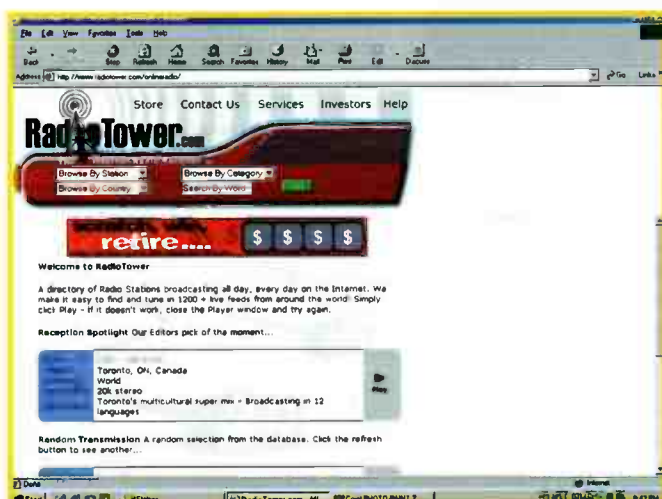 File Edit View Favorites Tools Help
Back Stop Refresh Home Search Favorites History Mail Print Edit Discuss
Address http://www.radiotower.com/onlineradio/ Go Links
Store Contact Us Services Investors Help
RadioTower.com
Browse By Station Browse By Category
Browse By Country Search By Word
retire.... $ $ $ $
Welcome to RadioTower
A directory of Radio Stations broadcasting all day, every day on the Internet. We
make it easy to find and tune in 1200 + live feeds from around the world! Simply
click Play - if it doesn't work, close the Player window and try again.
Reception Spotlight Our Editors pick of the moment...
Toronto, ON, Canada
World
20k stereo
Toronto's multicultural super mix - Broadcasting in 12
languages
Play
Random Transmission A random selection from the database. Click the refresh
button to see another...
Done Internet
Start